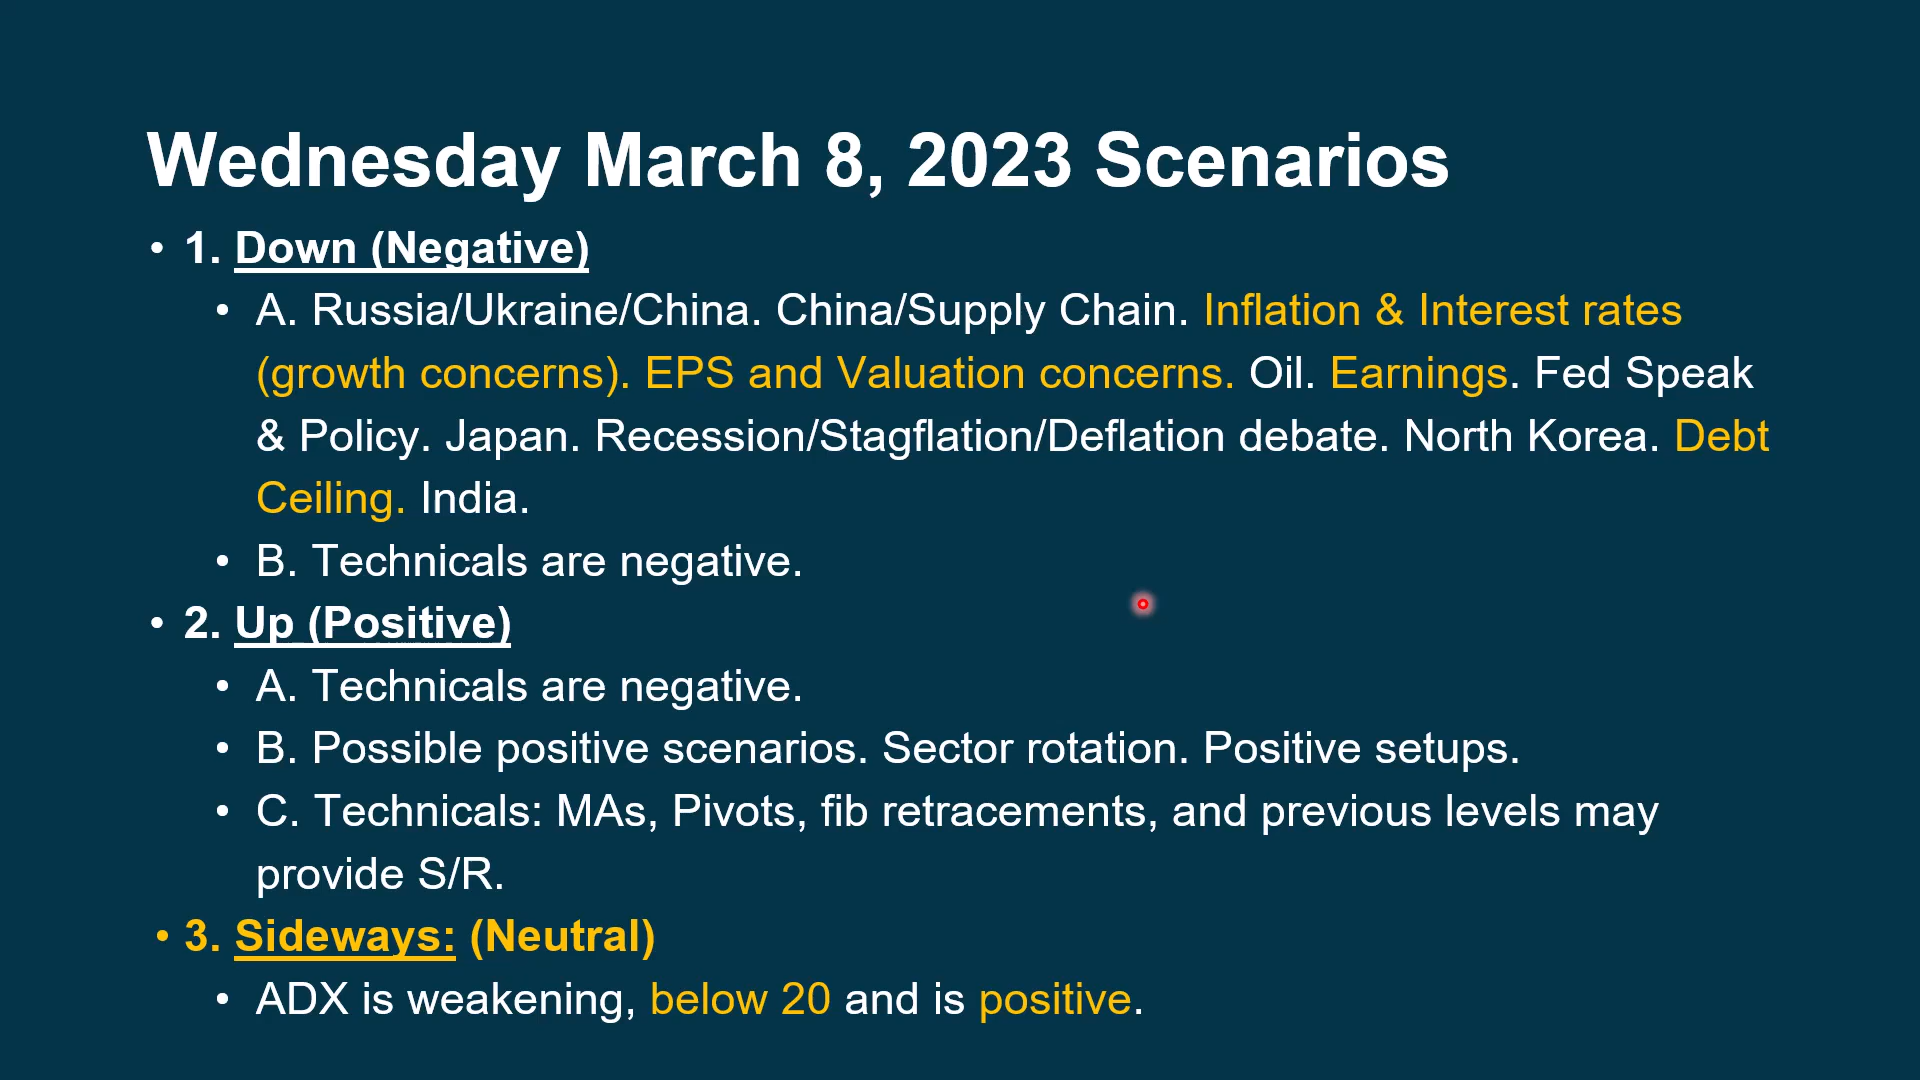 Wednesday March 8, 2023 Scenarios
• 1. Down (Negative)
• A. Russia/Ukraine/China. China/Supply Chain. Inflation & Interest rates
(growth concerns). EPS and Valuation concerns. Oil. Earnings. Fed Speak
& Policy. Japan. Recession/Stagflation/Deflation debate. North Korea. Debt
Ceiling. India.
• B. Technicals are negative.
• 2. Up (Positive)
• A. Technicals are negative.
• B. Possible positive scenarios. Sector rotation. Positive setups.
• C. Technicals: MAs, Pivots, fib retracements, and previous levels may
provide S/R.
• 3. Sideways: (Neutral)
• ADX is weakening, below 20 and is positive.